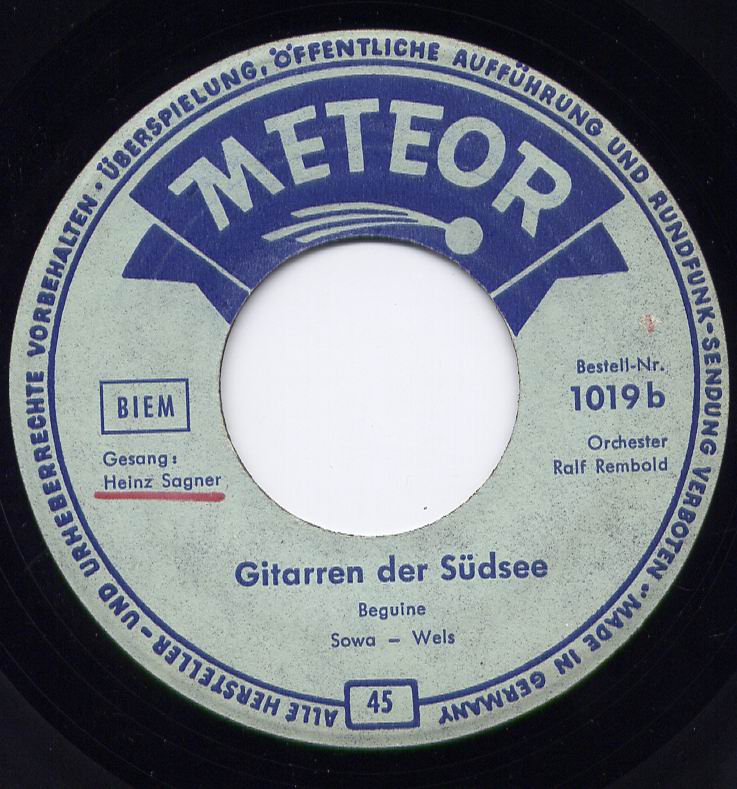 ALLE HERSTELLER- UND URHEBERRECHTE VORBEHALTEN • ÜBERSPIELUNG, ÖFFENTLICHE AUFFÜHRUNG UND RUNDFUNK-SENDUNG VERBOTEN • MADE IN GERMANY
METEOR
Bestell-Nr.
1019 b
BIEM
Orchester
Ralf Rembold
Gesang:
Heinz Sagner
Gitarren der Südsee
Beguine
Sowa – Wels
45